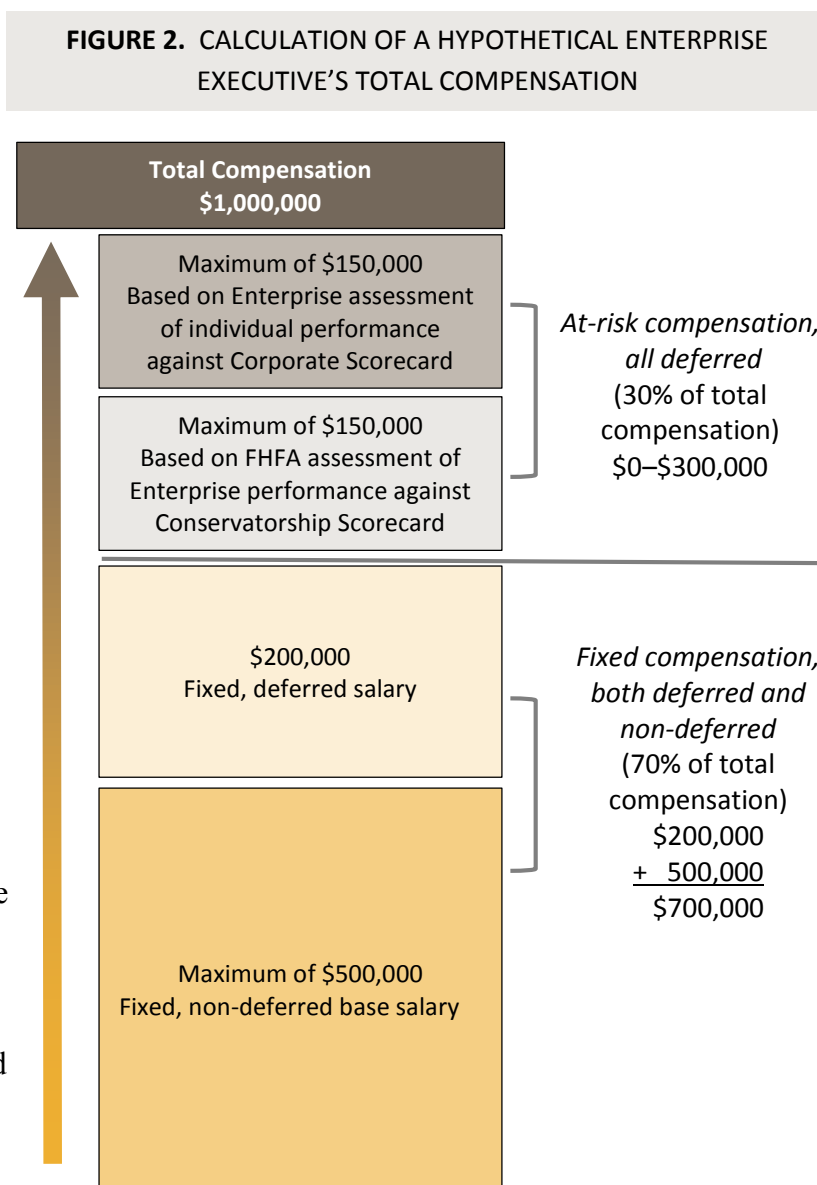 FIGURE 2. CALCULATION OF A HYPOTHETICAL ENTERPRISE
EXECUTIVE'S TOTAL COMPENSATION
Total Compensation
$1,000,000
Maximum of $150,000
Based on Enterprise assessment
of individual performance
against Corporate Scorecard
At-risk compensation,
all deferred
(30% of total
compensation)
$0–$300,000
Maximum of $150,000
Based on FHFA assessment of
Enterprise performance against
Conservatorship Scorecard
$200,000
Fixed, deferred salary
Fixed compensation,
both deferred and
non-deferred
(70% of total
compensation)
$200,000
+ 500,000
$700,000
Maximum of $500,000
Fixed, non-deferred base salary